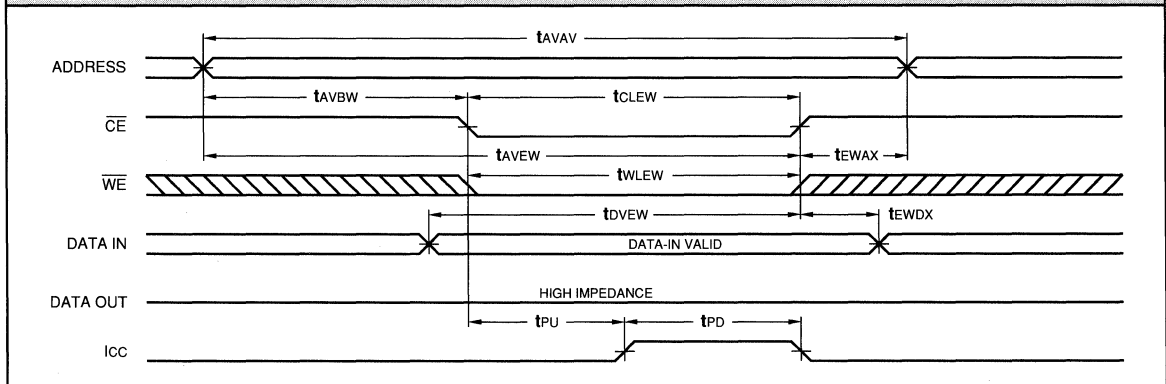 tAVAV
ADDRESS
tAVBW
tCLEW
CE
tAVEW
tEWAX
WE
tWLEW
tDVEW
tEWDX
DATA IN
DATA-IN VALID
DATA OUT
HIGH IMPEDANCE
tPU
tPD
ICC